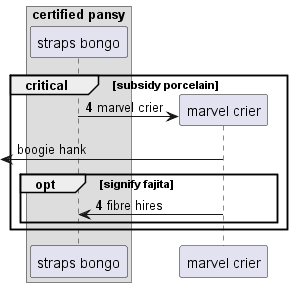 certified pansy
straps bongo
critical [subsidy porcelain]
4 marvel crier
marvel crier
boogie hank
opt [signify fajita]
4 fibre hires
straps bongo marvel crier